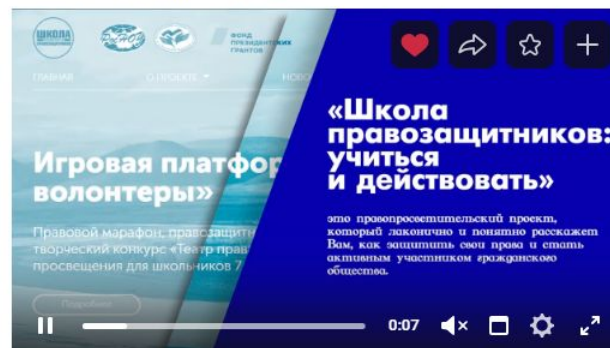 ШКОЛА
ФОНД
ПРЕЗИДЕНТСКИХ
ГРАНТОВ
ГЛАВНАЯ О ПРОЕКТЕ НОВО
Игровая платфор
волонтеры»
Правовой марафон, правозащитн
творческий конкурс «Театр прав
просвещения для школьников 7
Подробнее
«Школа
правозащитников:
учиться
и действовать»
это правопросветительский проект,
который лаконично и понятно расскажет
Вам, как защитить свои права и стать
активным участником гражданского
общества.
0:07